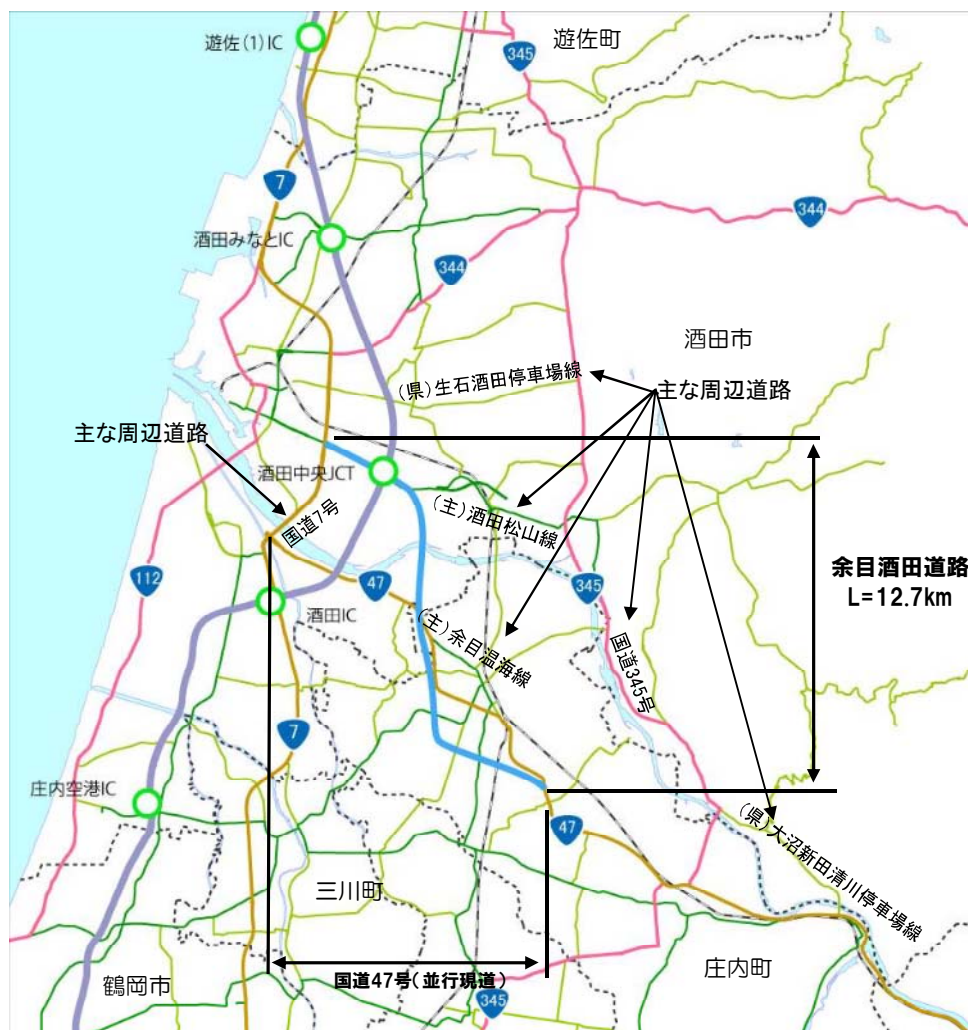 遊佐(1)IC
遊佐町
345
7
344
酒田みなとIC
344
酒田市
(県)生石酒田停車場線
主な周辺道路
主な周辺道路
酒田中央JCT
(主)酒田松山線
国道7号
余目酒田道路
L=12.7km
112
47
345
酒田IC
(主)余目温海線
国道345号
7
庄内空港IC
47
(県)大沼新田清川停車場線
三川町
国道47号(並行現道)
庄内町
鶴岡市
345